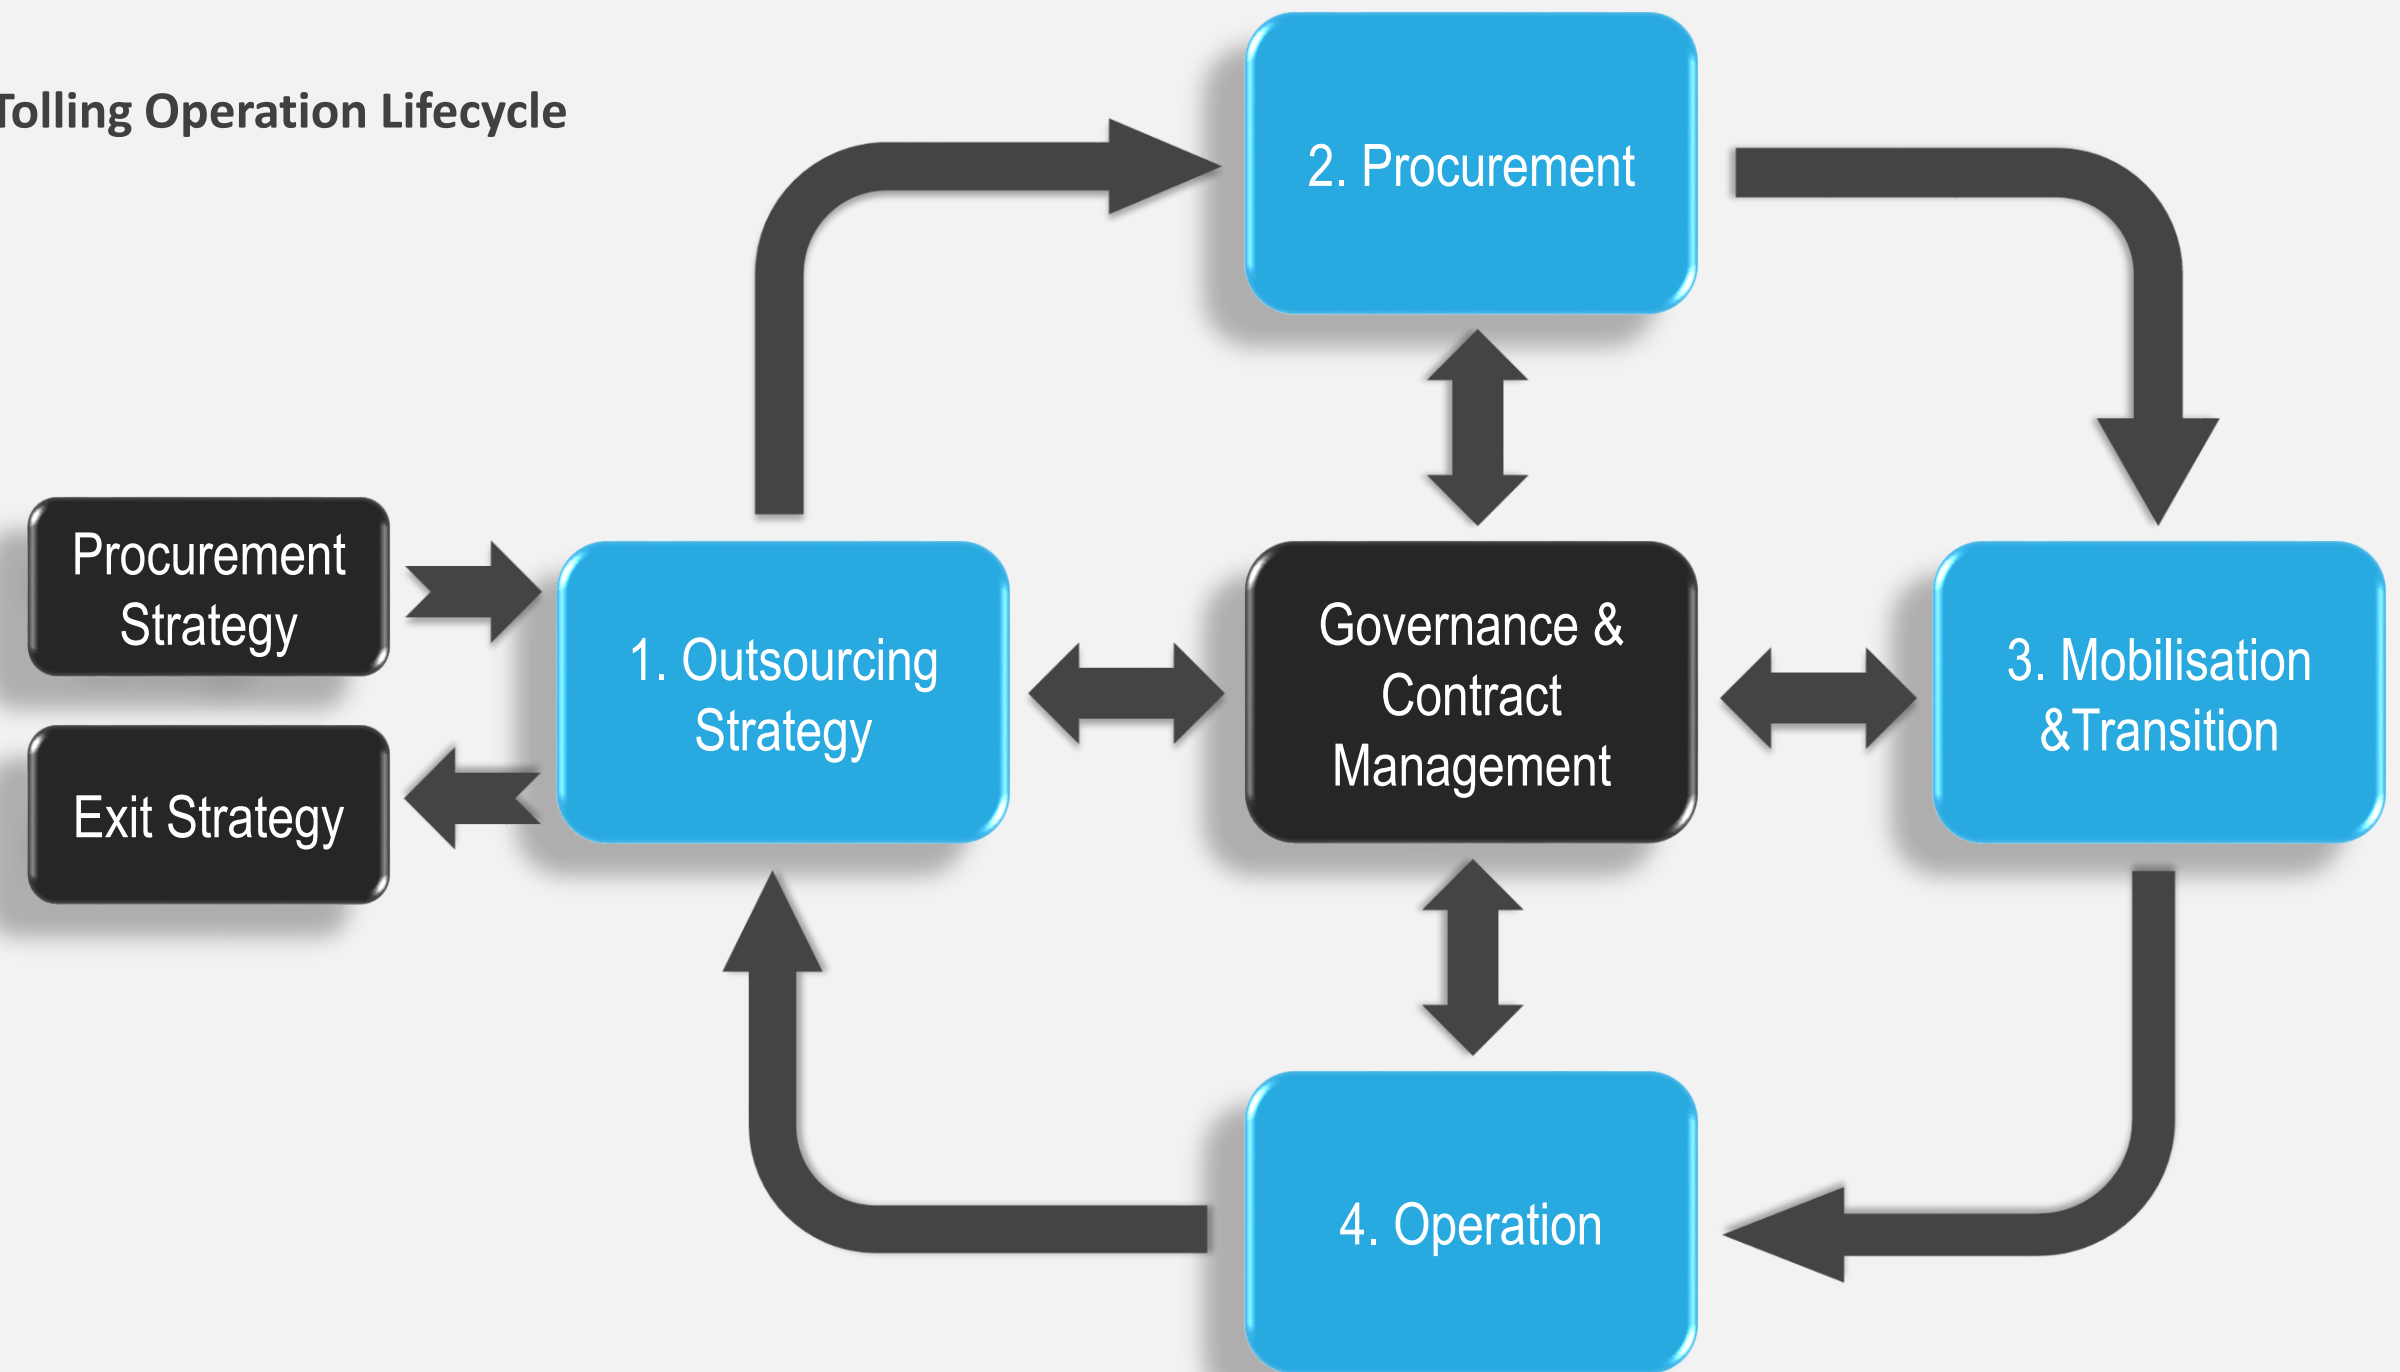 Tolling Operation Lifecycle
2. Procurement
Procurement
Strategy
Exit Strategy
1. Outsourcing
Strategy
Governance &
Contract
Management
3. Mobilisation
&Transition
4. Operation